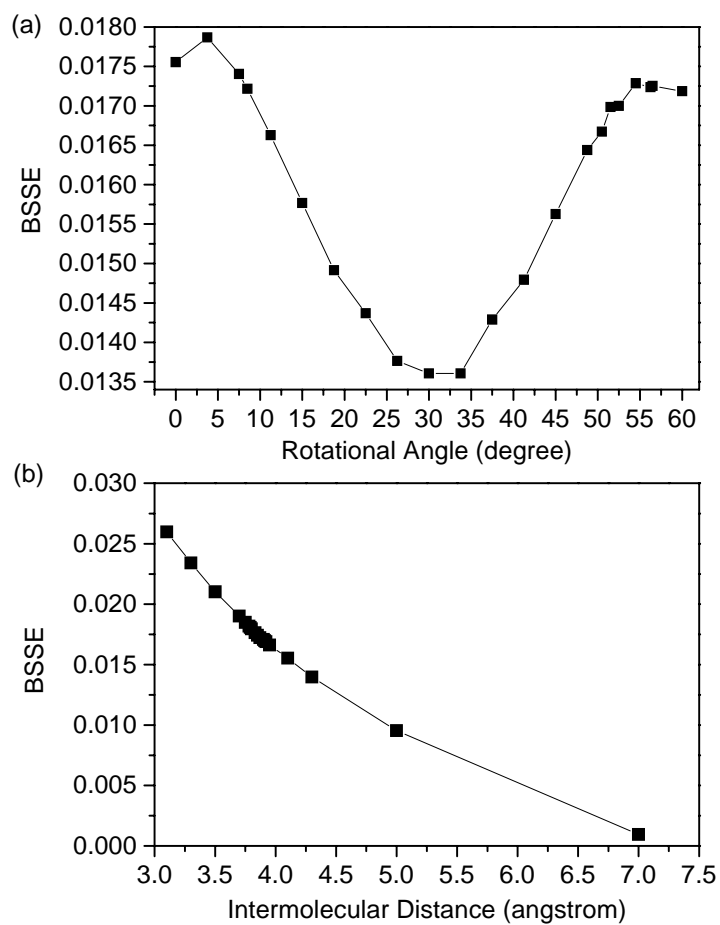 (a)
0.0180
0.0175
0.0170
0.0165
0.0160
0.0155
0.0150
0.0145
0.0140
0.0135
BSSE
0 5 10 15 20 25 30 35 40 45 50 55 60
Rotational Angle (degree)
(b)
0.030
0.025
0.020
0.015
0.010
0.005
0.000
BSSE
3.0 3.5 4.0 4.5 5.0 5.5 6.0 6.5 7.0 7.5
Intermolecular Distance (angstrom)